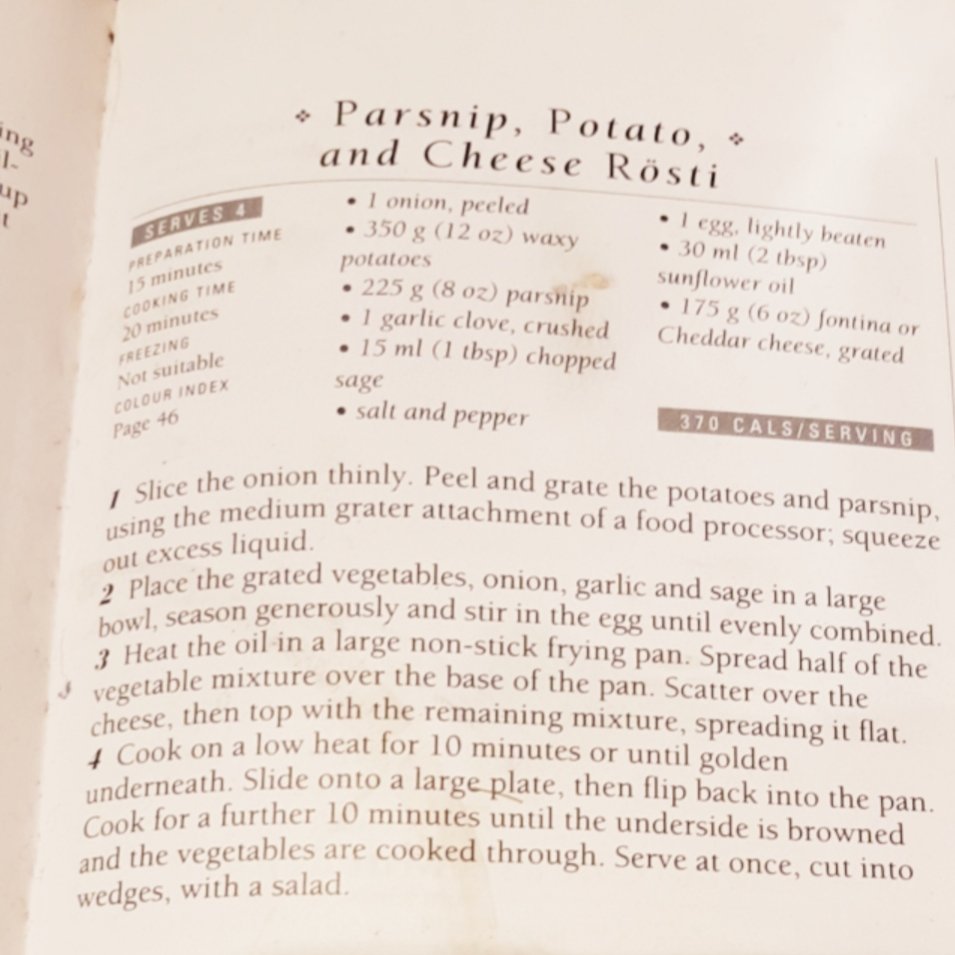 ing
l-
up
t
Parsnip, Potato,
and Cheese Rösti
SERVES 4
PREPARATION TIME
15 minutes
COOKING TIME
20 minutes
FREEZING
Not suitable
COLOUR INDEX
Page 46
• 1 onion, peeled
• 350 g (12 oz) waxy
potatoes
• 225 g (8 oz) parsnip
• 1 garlic clove, crushed
• 15 ml (1 tbsp) chopped
sage
• salt and pepper
• 1 egg, lightly beaten
• 30 ml (2 tbsp)
sunflower oil
• 175 g (6 oz) fontina or
Cheddar cheese, grated
370 CALS/SERVING
1 Slice the onion thinly. Peel and grate the potatoes and parsnip,
using the medium grater attachment of a food processor; squeeze
out excess liquid.
2 Place the grated vegetables, onion, garlic and sage in a large
bowl, season generously and stir in the egg until evenly combined.
3 Heat the oil in a large non-stick frying pan. Spread half of the
vegetable mixture over the base of the pan. Scatter over the
cheese, then top with the remaining mixture, spreading it flat.
4 Cook on a low heat for 10 minutes or until golden
underneath. Slide onto a large plate, then flip back into the pan.
Cook for a further 10 minutes until the underside is browned
and the vegetables are cooked through. Serve at once, cut into
wedges, with a salad.